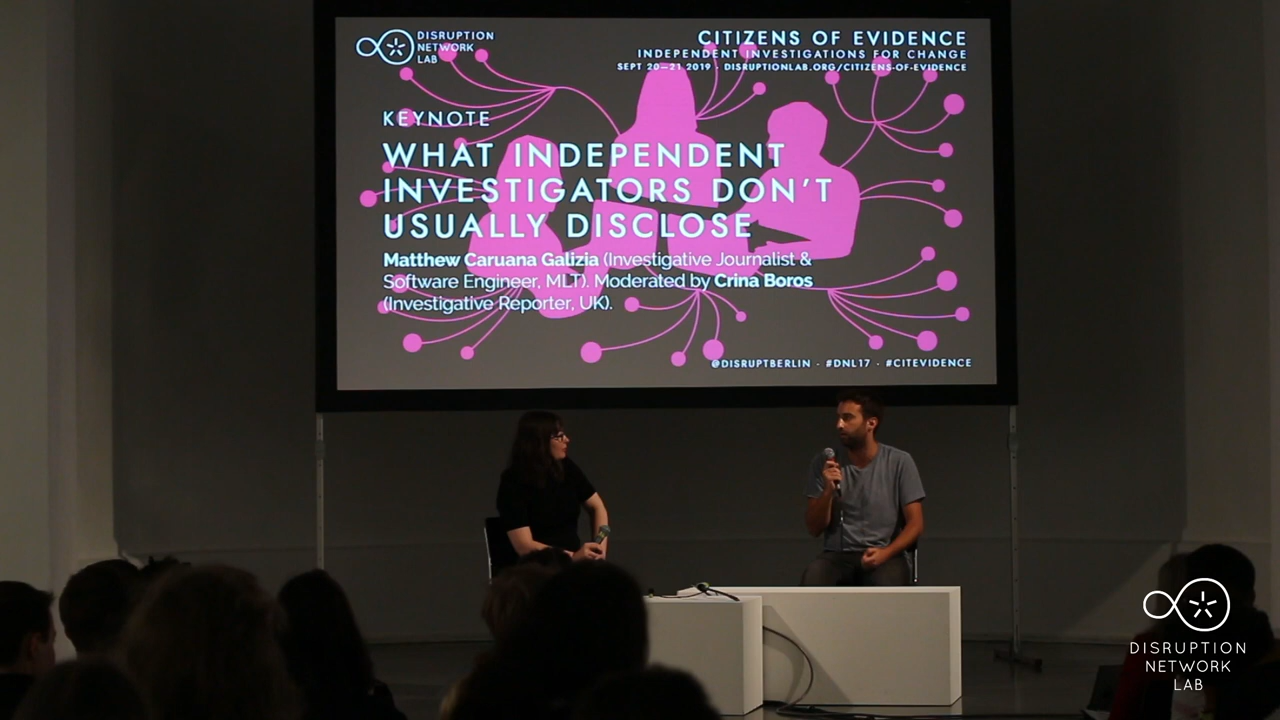 DISRUPTION
NETWORK
LAB
CITIZENS OF EVIDENCE
INDEPENDENT INVESTIGATIONS FOR CHANGE
SEPT 20—21 2019 · DISRUPTIONLAB.ORG/CITIZENS-OF-EVIDENCE
KEYNOTE
WHAT INDEPENDENT
INVESTIGATORS DON'T
USUALLY DISCLOSE
Matthew Caruana Galizia (Investigative Journalist &
Software Engineer, MLT). Moderated by Crina Boros
(Investigative Reporter, UK).
@DISRUPTBERLIN · #DNL17 · #CITEVIDENCE
DISRUPTION
NETWORK
LAB